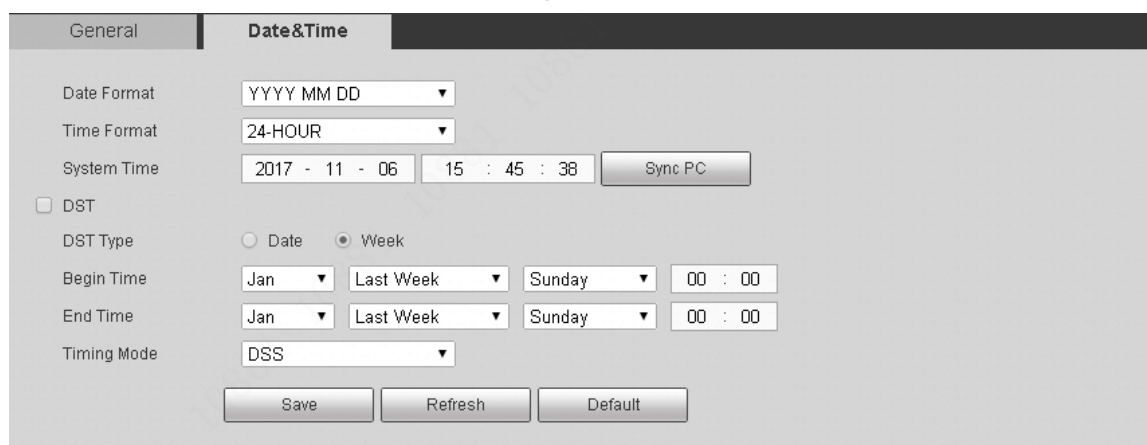 General Date&Time
Date Format YYYY MM DD
Time Format 24-HOUR
System Time 2017 - 11 - 06 15 : 45 : 38 Sync PC
DST
DST Type Date Week
Begin Time Jan Last Week Sunday 00 : 00
End Time Jan Last Week Sunday 00 : 00
Timing Mode DSS
Save Refresh Default